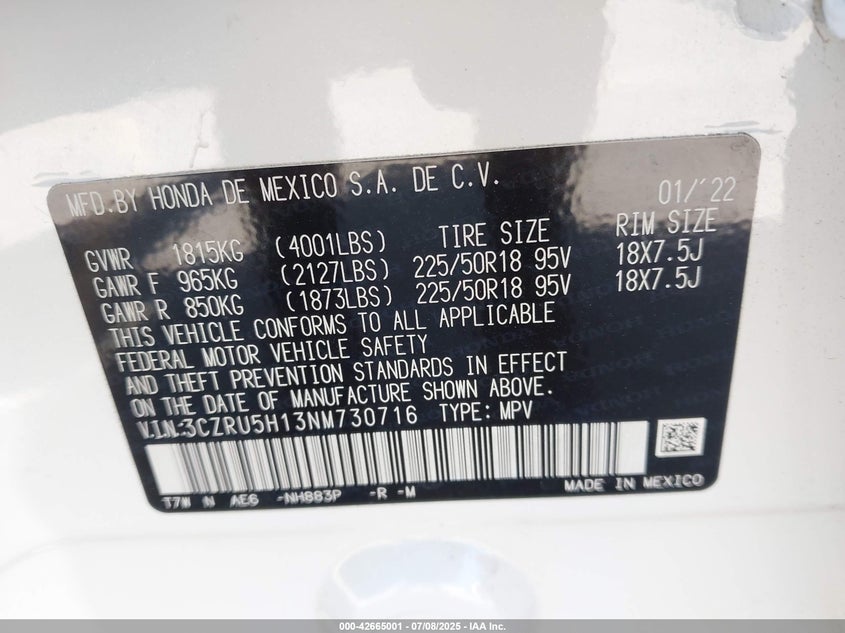 MFD.BY HONDA DE MEXICO S.A. DE C.V. 01/'22
GVWR 1815KG (4001LBS) TIRE SIZE RIM SIZE
GAWR F 965KG (2127LBS) 225/50R18 95V 18X7.5J
GAWR R 850KG (1873LBS) 225/50R18 95V 18X7.5J
THIS VEHICLE CONFORMS TO ALL APPLICABLE
FEDERAL MOTOR VEHICLE SAFETY
AND THEFT PREVENTION STANDARDS IN EFFECT
ON THE DATE OF MANUFACTURE SHOWN ABOVE.
V.I.N.:3CZRU5H13NM730716 TYPE: MPV
T7W N AE6 -NH883P -R -M MADE IN MEXICO
000-42665001 - 07/08/2025 - IAA Inc.